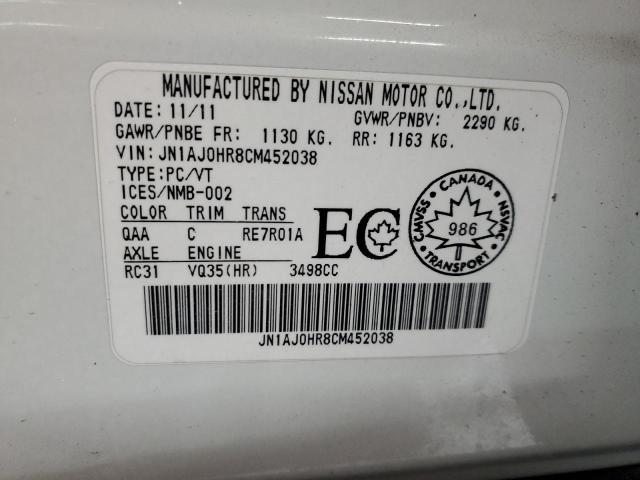 MANUFACTURED BY NISSAN MOTOR CO.,LTD.
DATE: 11/11 GVWR/PNBV: 2290 KG.
GAWR/PNBE FR: 1130 KG. RR: 1163 KG.
VIN: JN1AJ0HR8CM452038
TYPE: PC/VT
ICES/NMB-002
COLOR TRIM TRANS
QAA C RE7R01A
AXLE ENGINE
RC31 VQ35(HR) 3498CC
EC
CANADA
CMVSS NSVAC
986
TRANSPORT
JN1AJ0HR8CM452038